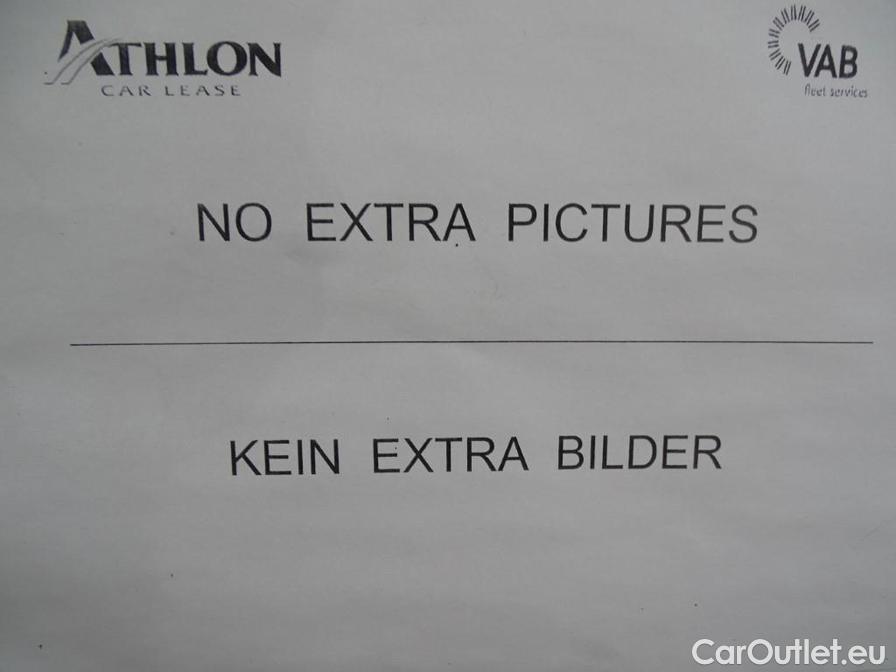 ATHLON
CAR LEASE
VAB
fleet services
NO EXTRA PICTURES
KEIN EXTRA BILDER
CarOutlet.eu